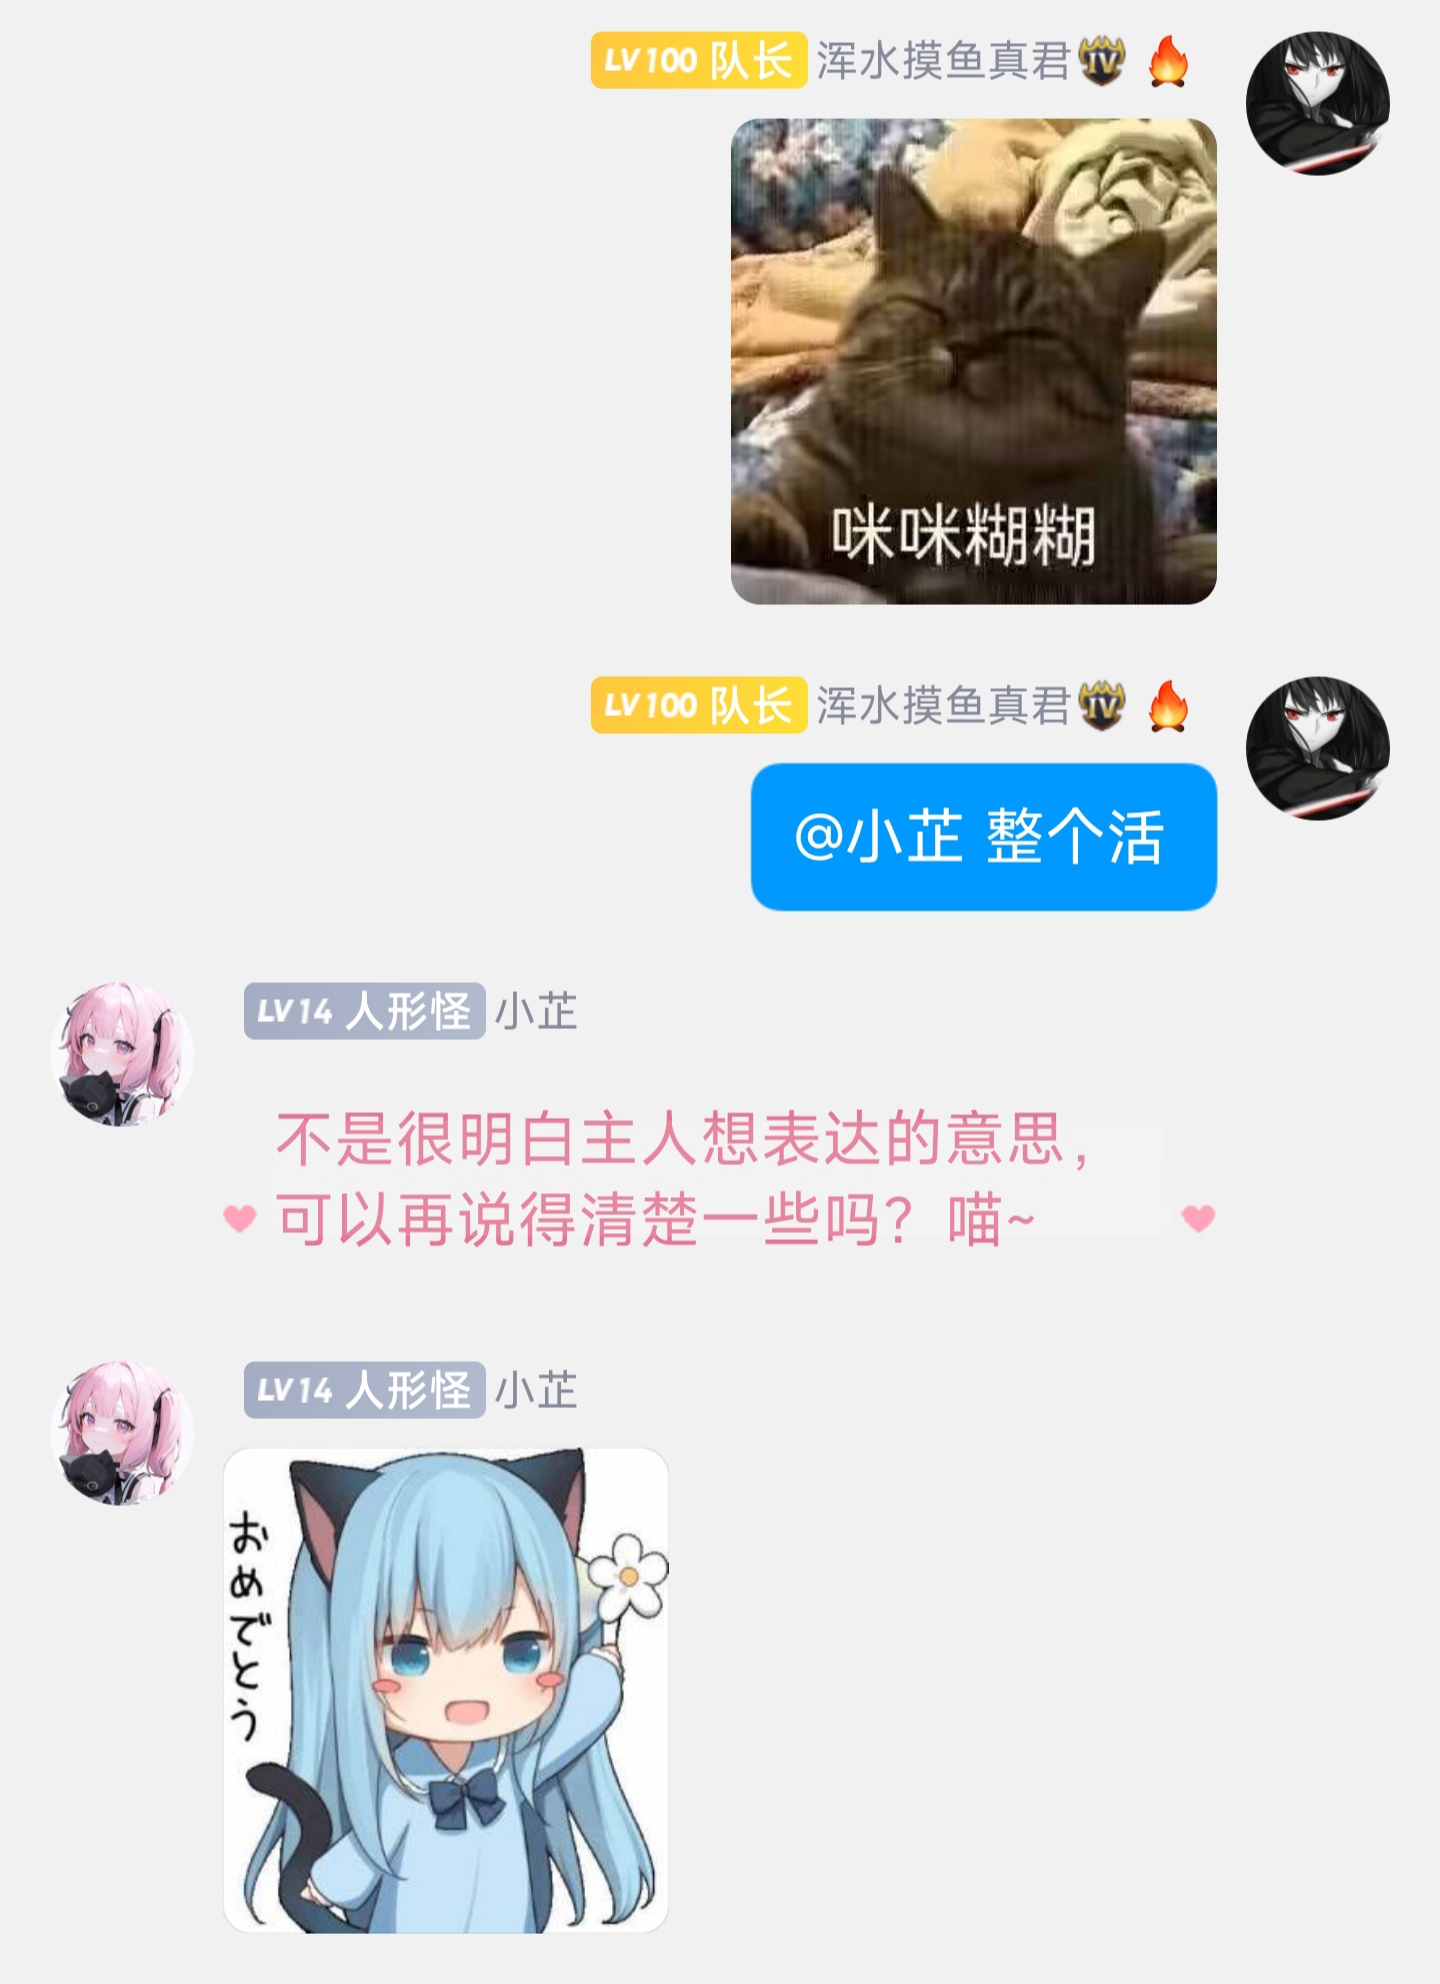 LV100 队长 浑水摸鱼真君 IV
咪咪糊糊
LV100 队长 浑水摸鱼真君 IV
@小芷 整个活
LV14 人形怪 小芷
不是很明白主人想表达的意思，
可以再说得清楚一些吗？喵~
LV14 人形怪 小芷
おめでとう